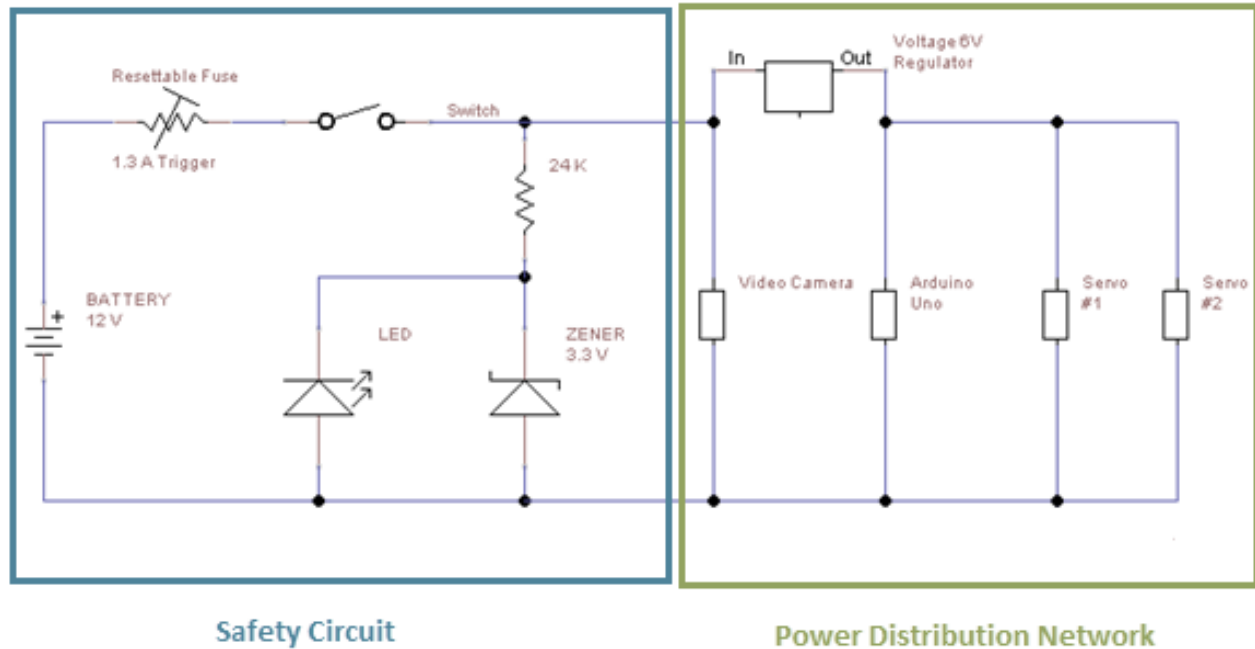 Resettable Fuse
1.3 A Trigger
Switch
24 K
BATTERY
12 V
+
LED
ZENER
3.3 V
In
Out
Voltage 6V
Regulator
Video Camera
Arduino
Uno
Servo
#1
Servo
#2
Safety Circuit
Power Distribution Network